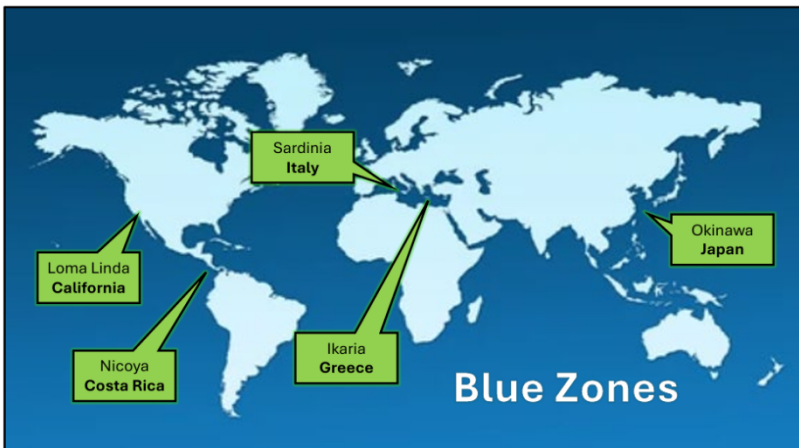 Sardinia
Italy
Loma Linda
California
Okinawa
Japan
Nicoya
Costa Rica
Ikaria
Greece
Blue Zones